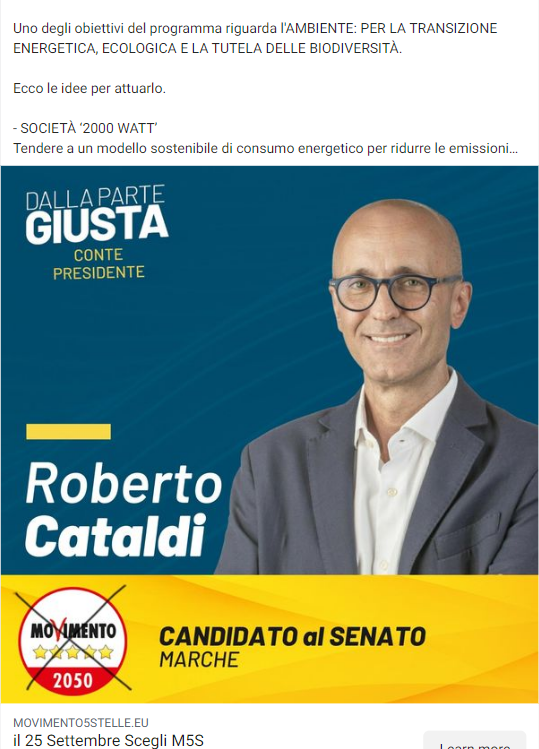 Uno degli obiettivi del programma riguarda l'AMBIENTE: PER LA TRANSIZIONE
ENERGETICA, ECOLOGICA E LA TUTELA DELLE BIODIVERSITÀ.
Ecco le idee per attuarlo.
- SOCIETÀ ‘2000 WATT’
Tendere a un modello sostenibile di consumo energetico per ridurre le emissioni...
DALLA PARTE
GIUSTA
CONTE
PRESIDENTE
Roberto
Cataldi
MOVIMENTO
2050
CANDIDATO al SENATO
MARCHE
MOVIMENTO5STELLE.EU
il 25 Settembre Scegli M5S
Learn more